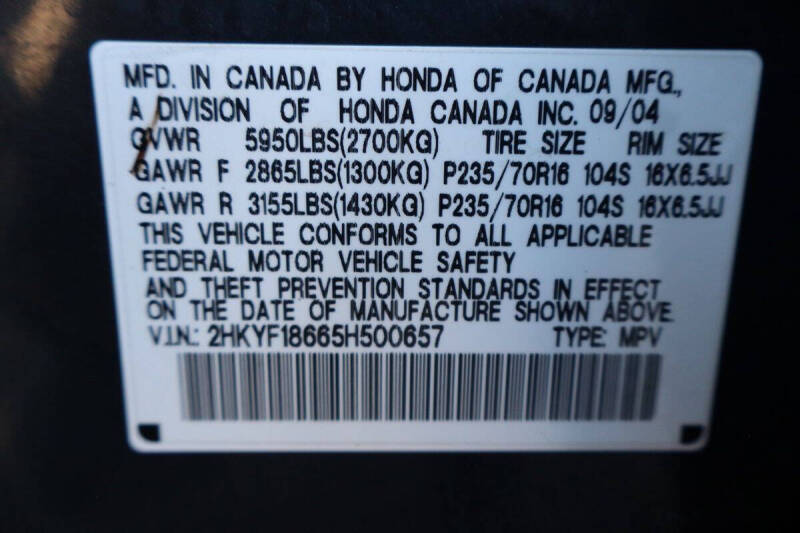 MFD. IN CANADA BY HONDA OF CANADA MFG.,
A DIVISION OF HONDA CANADA INC. 09/04
GVWR 5950LBS(2700KG) TIRE SIZE RIM SIZE
GAWR F 2865LBS(1300KG) P235/70R16 104S 16X6.5JJ
GAWR R 3155LBS(1430KG) P235/70R16 104S 16X6.5JJ
THIS VEHICLE CONFORMS TO ALL APPLICABLE
FEDERAL MOTOR VEHICLE SAFETY
AND THEFT PREVENTION STANDARDS IN EFFECT
ON THE DATE OF MANUFACTURE SHOWN ABOVE.
V.I.N.: 2HKYF18665H500657 TYPE: MPV